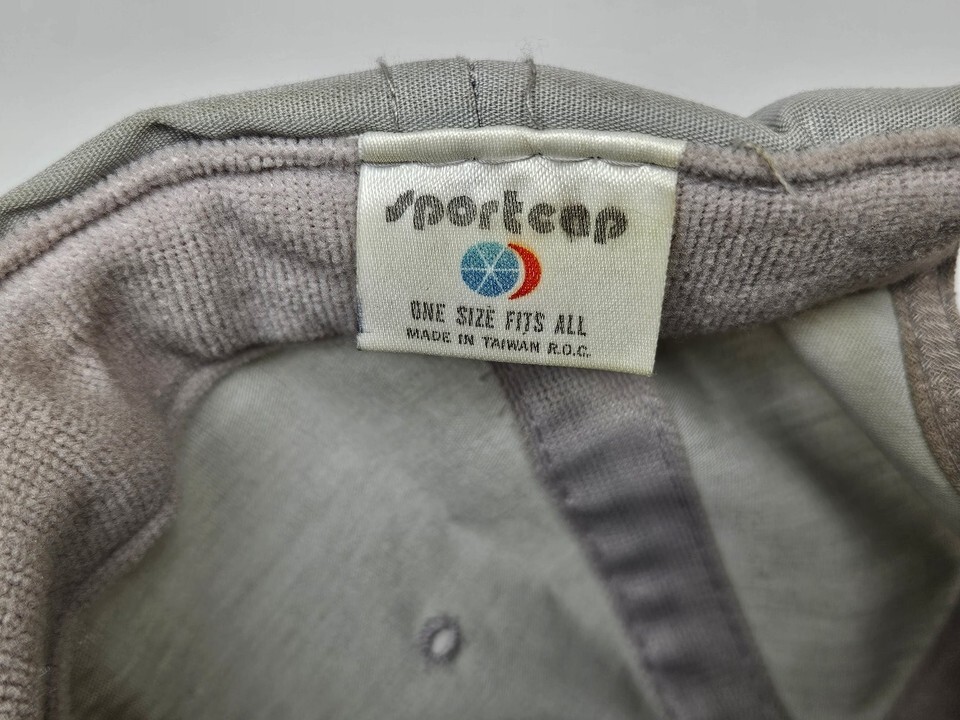 sportcap
ONE SIZE FITS ALL
MADE IN TAIWAN R.O.C.